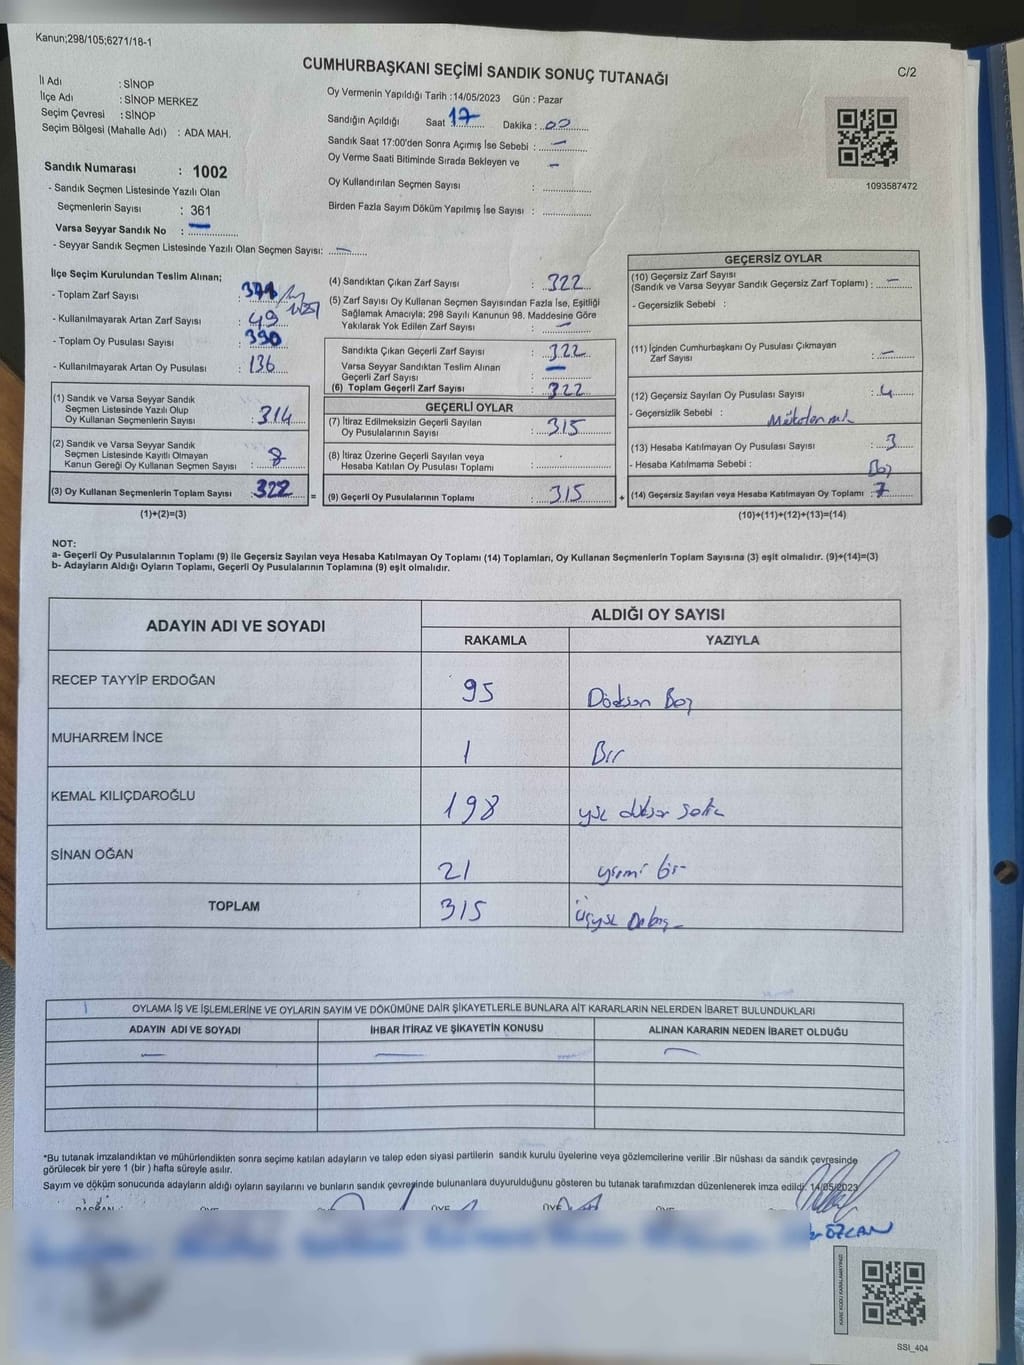 Kanun;298/105;6271/18-1
CUMHURBAŞKANI SEÇİMİ SANDIK SONUÇ TUTANAĞI
C/2
İl Adı : SİNOP
İlçe Adı : SİNOP MERKEZ
Seçim Çevresi : SİNOP
Seçim Bölgesi (Mahalle Adı) : ADA MAH.
Sandık Numarası : 1002
- Sandık Seçmen Listesinde Yazılı Olan
Seçmenlerin Sayısı : 361
Varsa Seyyar Sandık No : —
- Seyyar Sandık Seçmen Listesinde Yazılı Olan Seçmen Sayısı: —
Oy Vermenin Yapıldığı Tarih :14/05/2023 Gün : Pazar
Sandığın Açıldığı Saat 17 Dakika : 00
Sandık Saat 17:00'den Sonra Açımış İse Sebebi : —
Oy Verme Saati Bitiminde Sırada Bekleyen ve —
Oy Kullandırılan Seçmen Sayısı :
Birden Fazla Sayım Döküm Yapılmış İse Sayısı :
1093587472
İlçe Seçim Kurulundan Teslim Alınan;
- Toplam Zarf Sayısı : 371
- Kullanılmayarak Artan Zarf Sayısı : 49
- Toplam Oy Pusulası Sayısı : 390
- Kullanılmayarak Artan Oy Pusulası : 136
(1) Sandık ve Varsa Seyyar Sandık
Seçmen Listesinde Yazılı Olup
Oy Kullanan Seçmenlerin Sayısı : 314
(2) Sandık ve Varsa Seyyar Sandık
Seçmen Listesinde Kayıtlı Olmayan
Kanun Gereği Oy Kullanan Seçmen Sayısı : 8
(3) Oy Kullanan Seçmenlerin Toplam Sayısı : 322 =
(1)+(2)=(3)
(4) Sandıktan Çıkan Zarf Sayısı : 322
(5) Zarf Sayısı Oy Kullanan Seçmen Sayısından Fazla İse, Eşitliği
Sağlamak Amacıyla; 298 Sayılı Kanunun 98. Maddesine Göre
Yakılarak Yok Edilen Zarf Sayısı : —
Sandıkta Çıkan Geçerli Zarf Sayısı : 322
Varsa Seyyar Sandıktan Teslim Alınan
Geçerli Zarf Sayısı : —
(6) Toplam Geçerli Zarf Sayısı : 322
GEÇERLİ OYLAR
(7) İtiraz Edilmeksizin Geçerli Sayılan
Oy Pusulalarının Sayısı : 315
(8) İtiraz Üzerine Geçerli Sayılan veya
Hesaba Katılan Oy Pusulası Toplamı :
(9) Geçerli Oy Pusulalarının Toplamı : 315 +
GEÇERSİZ OYLAR
(10) Geçersiz Zarf Sayısı
(Sandık ve Varsa Seyyar Sandık Geçersiz Zarf Toplamı) : —
- Geçersizlik Sebebi :
(11) İçinden Cumhurbaşkanı Oy Pusulası Çıkmayan
Zarf Sayısı : —
(12) Geçersiz Sayılan Oy Pusulası Sayısı : 4
- Geçersizlik Sebebi :
(13) Hesaba Katılmayan Oy Pusulası Sayısı : 3
- Hesaba Katılmama Sebebi : Boş
(14) Geçersiz Sayılan veya Hesaba Katılmayan Oy Toplamı : 7
(10)+(11)+(12)+(13)=(14)
NOT:
a- Geçerli Oy Pusulalarının Toplamı (9) ile Geçersiz Sayılan veya Hesaba Katılmayan Oy Toplamı (14) Toplamları, Oy Kullanan Seçmenlerin Toplam Sayısına (3) eşit olmalıdır. (9)+(14)=(3)
b- Adayların Aldığı Oyların Toplamı, Geçerli Oy Pusulalarının Toplamına (9) eşit olmalıdır.
ADAYIN ADI VE SOYADI
ALDIĞI OY SAYISI
RAKAMLA YAZIYLA
RECEP TAYYİP ERDOĞAN 95 Doksan Beş
MUHARREM İNCE 1 Bir
KEMAL KILIÇDAROĞLU 198 yüz doksan sekiz
SİNAN OĞAN 21 yirmi bir
TOPLAM 315 üçyüz Onbeş
OYLAMA İŞ VE İŞLEMLERİNE VE OYLARIN SAYIM VE DÖKÜMÜNE DAİR ŞİKAYETLERLE BUNLARA AİT KARARLARIN NELERDEN İBARET BULUNDUKLARI
ADAYIN ADI VE SOYADI İHBAR İTİRAZ VE ŞİKAYETİN KONUSU ALINAN KARARIN NEDEN İBARET OLDUĞU
— — —
*Bu tutanak imzalandıktan ve mühürlendikten sonra seçime katılan adayların ve talep eden siyasi partilerin sandık kurulu üyelerine veya gözlemcilerine verilir .Bir nüshası da sandık çevresinde
görülecek bir yere 1 (bir ) hafta süreyle asılır.
Sayım ve döküm sonucunda adayların aldığı oyların sayılarını ve bunların sandık çevresinde bulunanlara duyurulduğunu gösteren bu tutanak tarafımızdan düzenlenerek imza edildi. 14/05/2023
BAŞKAN ÜYE ÜYE ÜYE ÜYE
ÖZCAN
KARE KODU KARALAMAYINIZ!
SSI_404